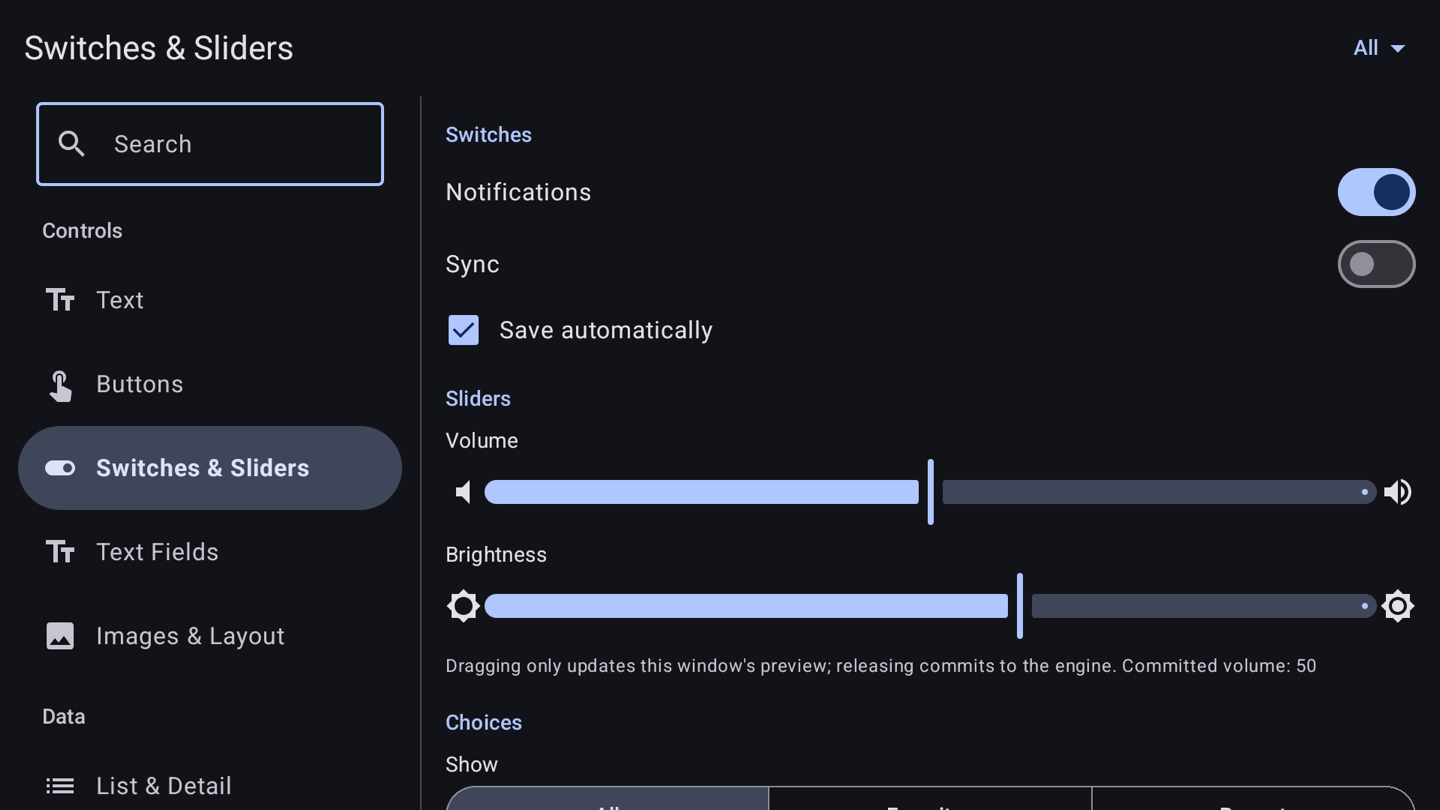 Switches & Sliders
All
Search
Controls
Text
Buttons
Switches & Sliders
Text Fields
Images & Layout
Data
List & Detail
Switches
Notifications
Sync
Save automatically
Sliders
Volume
Brightness
Dragging only updates this window's preview; releasing commits to the engine. Committed volume: 50
Choices
Show